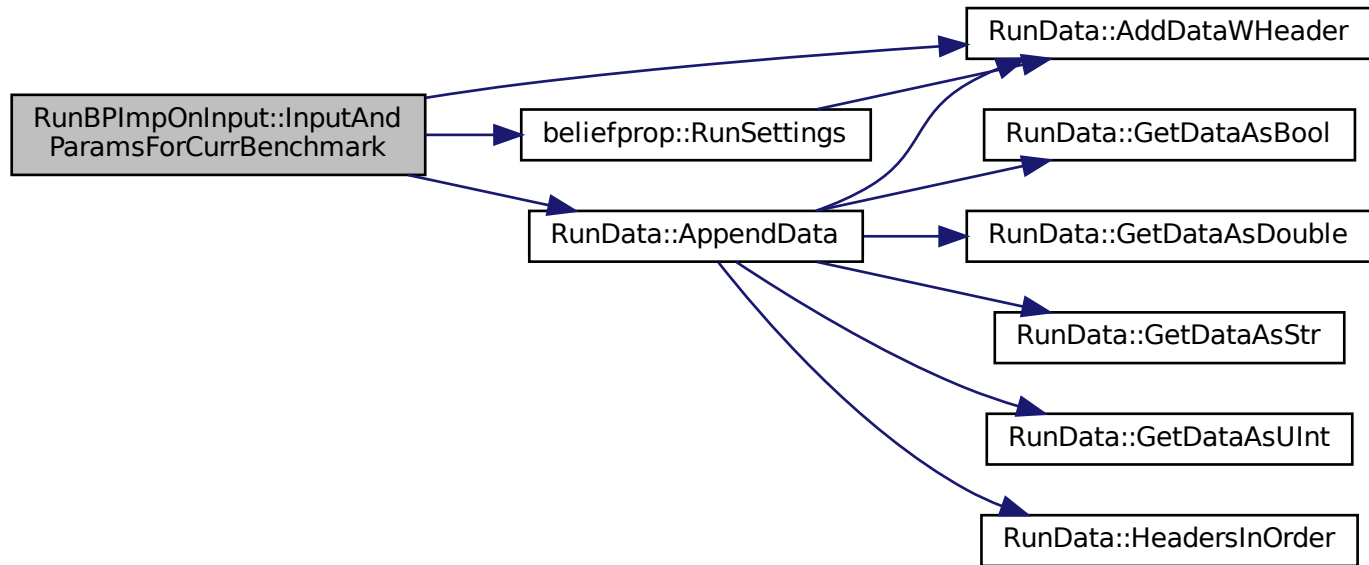 RunBPImpOnInput::InputAnd
ParamsForCurrBenchmark
beliefprop::RunSettings
RunData::AppendData
RunData::AddDataWHeader
RunData::GetDataAsBool
RunData::GetDataAsDouble
RunData::GetDataAsStr
RunData::GetDataAsUInt
RunData::HeadersInOrder